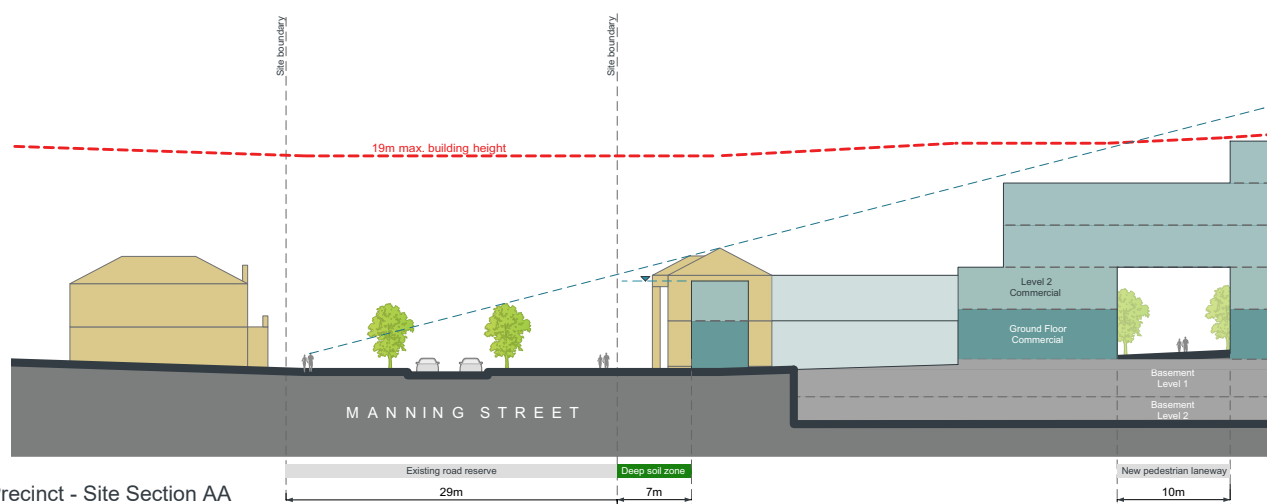 Site boundary
Site boundary
19m max. building height
Level 2
Commercial
Ground Floor
Commercial
Basement
Level 1
Basement
Level 2
MANNING STREET
Existing road reserve
Deep soil zone
New pedestrian laneway
29m
7m
10m
Precinct - Site Section AA